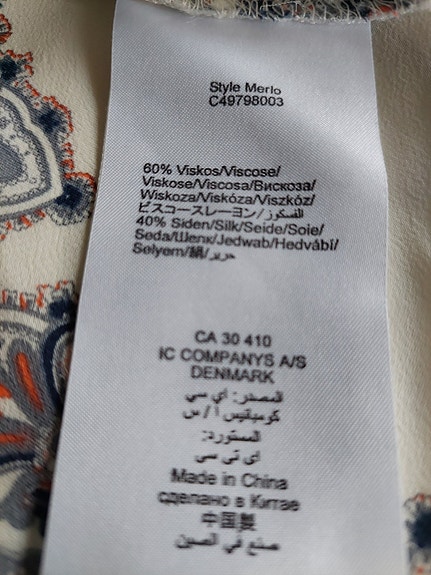 Style Merlo
C49798003
60% Viskos/Viscose/
Viskose/Viscosa/Вискоза/
Wiskoza/Viskóza/Viszkóz/
ビスコースレーヨン/الفسكوز
40% Siden/Silk/Seide/Soie/
Seda/Шелк/Jedwab/Hedvábí/
Selyem/絹/حرير
CA 30 410
IC COMPANYS A/S
DENMARK
المصدر: اي سي
كومبانيس ا / س
المستورد:
اي تي سي
Made in China
сделано в Китае
中国製
صنع في الصين